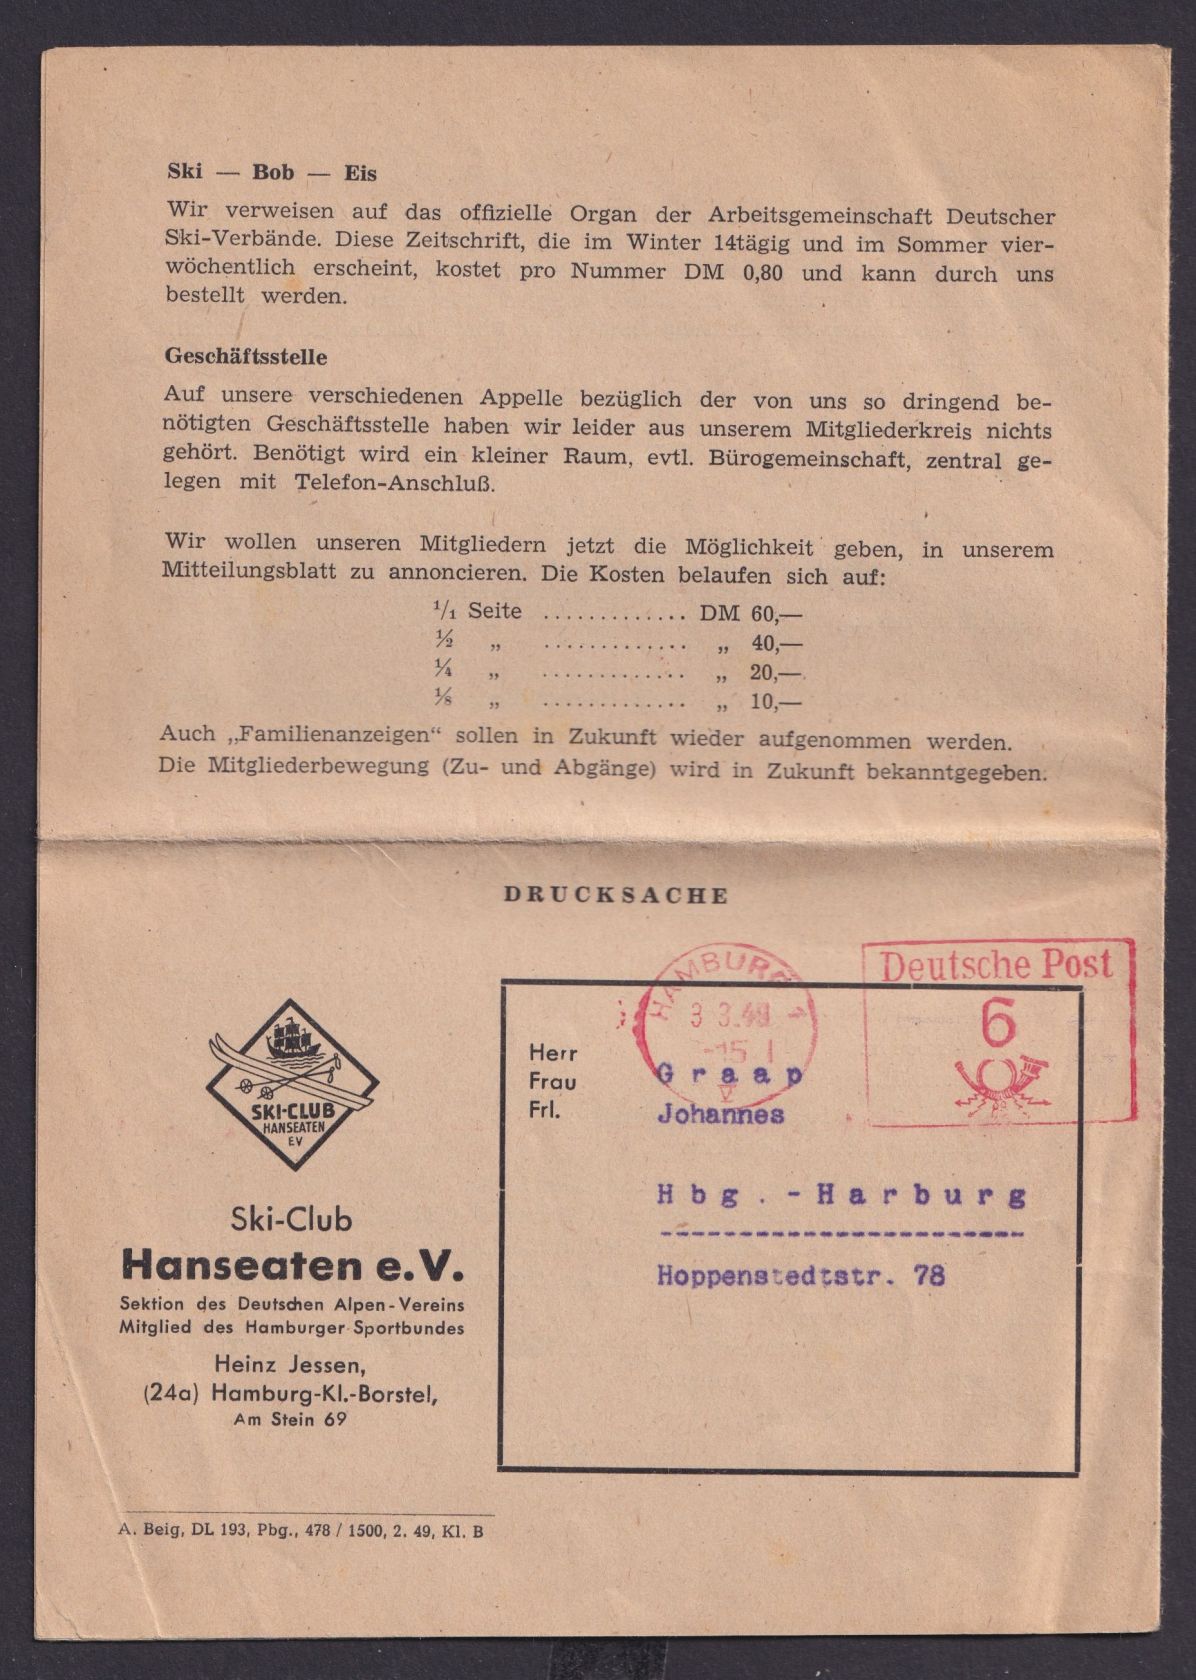 Ski — Bob — Eis
Wir verweisen auf das offizielle Organ der Arbeitsgemeinschaft Deutscher
Ski-Verbände. Diese Zeitschrift, die im Winter 14tägig und im Sommer vier-
wöchentlich erscheint, kostet pro Nummer DM 0,80 und kann durch uns
bestellt werden.
Geschäftsstelle
Auf unsere verschiedenen Appelle bezüglich der von uns so dringend be-
nötigten Geschäftsstelle haben wir leider aus unserem Mitgliederkreis nichts
gehört. Benötigt wird ein kleiner Raum, evtl. Bürogemeinschaft, zentral ge-
legen mit Telefon-Anschluß.
Wir wollen unseren Mitgliedern jetzt die Möglichkeit geben, in unserem
Mitteilungsblatt zu annoncieren. Die Kosten belaufen sich auf:
1/1 Seite ............. DM 60,—
½ „ ............. „ 40,—
¼ „ ............. „ 20,—
⅛ „ ............. „ 10,—
Auch „Familienanzeigen“ sollen in Zukunft wieder aufgenommen werden.
Die Mitgliederbewegung (Zu- und Abgänge) wird in Zukunft bekanntgegeben.
DRUCKSACHE
HAMBURG
3 3.49
Deutsche Post
6
Herr
Frau
Frl.
Graap
Johannes
Hbg.-Harburg
Hoppenstedtstr. 78
SKI-CLUB
HANSEATEN
E.V
Ski-Club
Hanseaten e.V.
Sektion des Deutschen Alpen-Vereins
Mitglied des Hamburger Sportbundes
Heinz Jessen,
(24a) Hamburg-Kl.-Borstel,
Am Stein 69
A. Beig, DL 193, Pbg., 478 / 1500, 2. 49, Kl. B